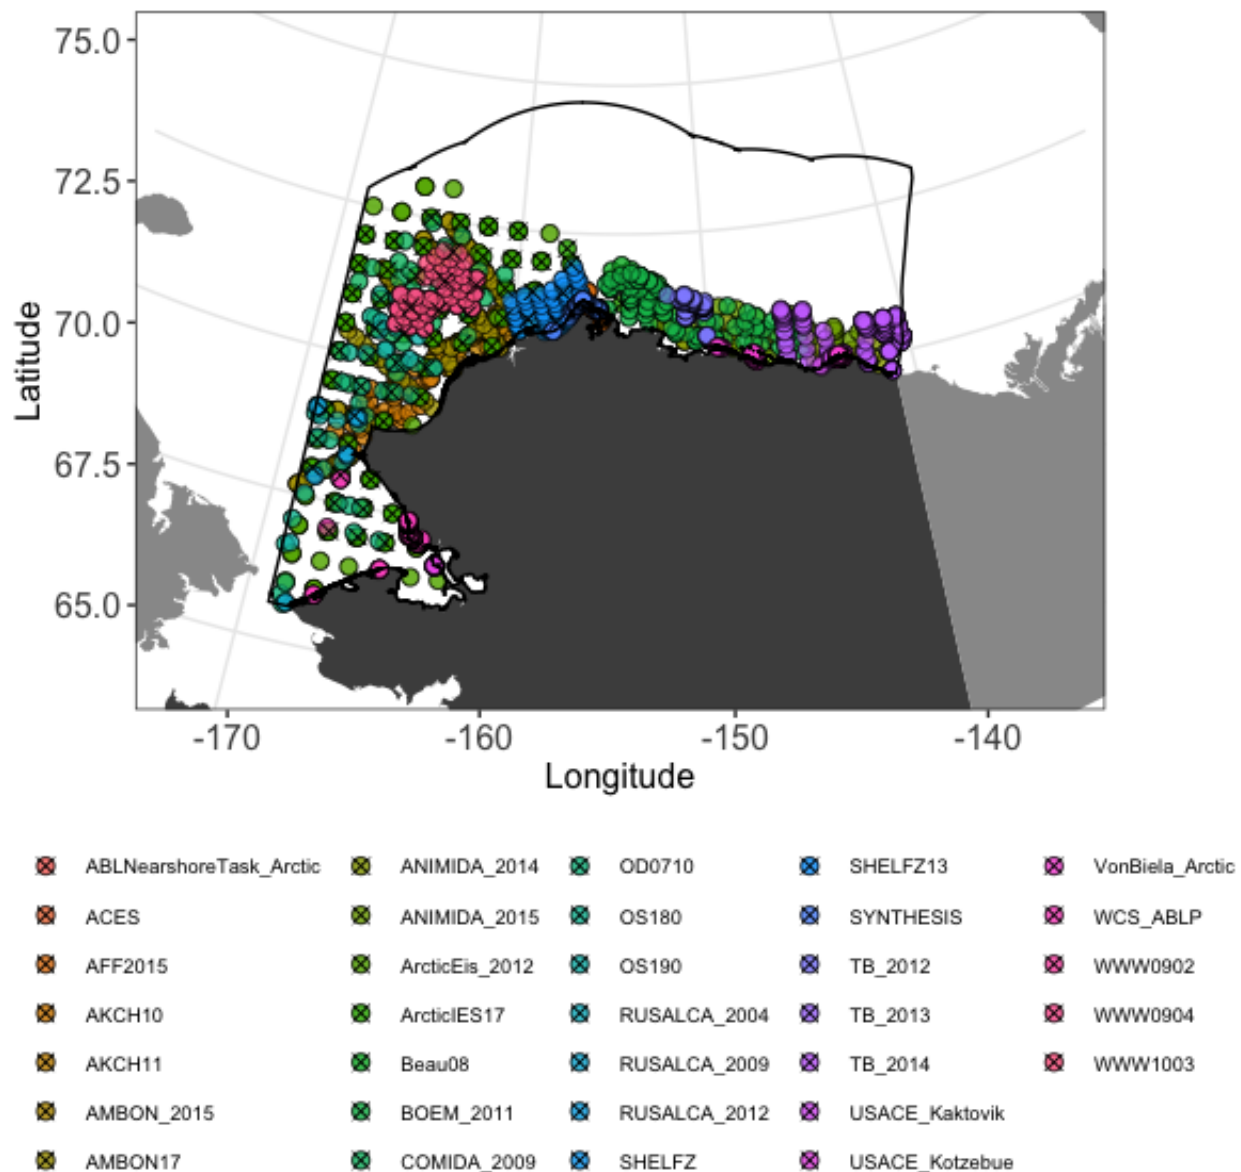 75.0
72.5
70.0
67.5
65.0
Latitude
-170 -160 -150 -140
Longitude
ABLNearshoreTask_Arctic ANIMIDA_2014 OD0710 SHELFZ13 VonBiela_Arctic
ACES ANIMIDA_2015 OS180 SYNTHESIS WCS_ABLP
AFF2015 ArcticEis_2012 OS190 TB_2012 WWW0902
AKCH10 ArcticIES17 RUSALCA_2004 TB_2013 WWW0904
AKCH11 Beau08 RUSALCA_2009 TB_2014 WWW1003
AMBON_2015 BOEM_2011 RUSALCA_2012 USACE_Kaktovik
AMBON17 COMIDA_2009 SHELFZ USACE_Kotzebue